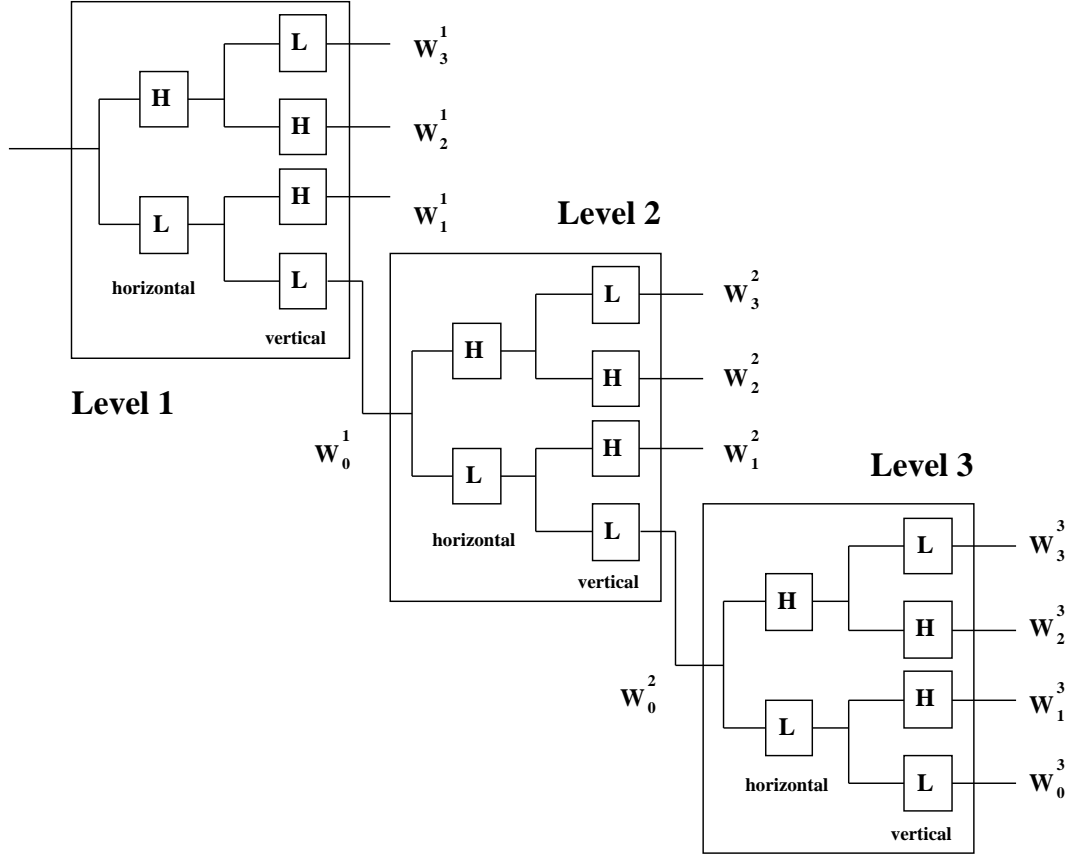 L W_3^1
H
H W_2^1
H W_1^1
L
Level 2
L
horizontal
L W_3^2
vertical
H
H W_2^2
Level 1
W_0^1
H W_1^2
L
Level 3
L
horizontal
L W_3^3
vertical
H
H W_2^3
W_0^2
H W_1^3
L
L W_0^3
horizontal
vertical